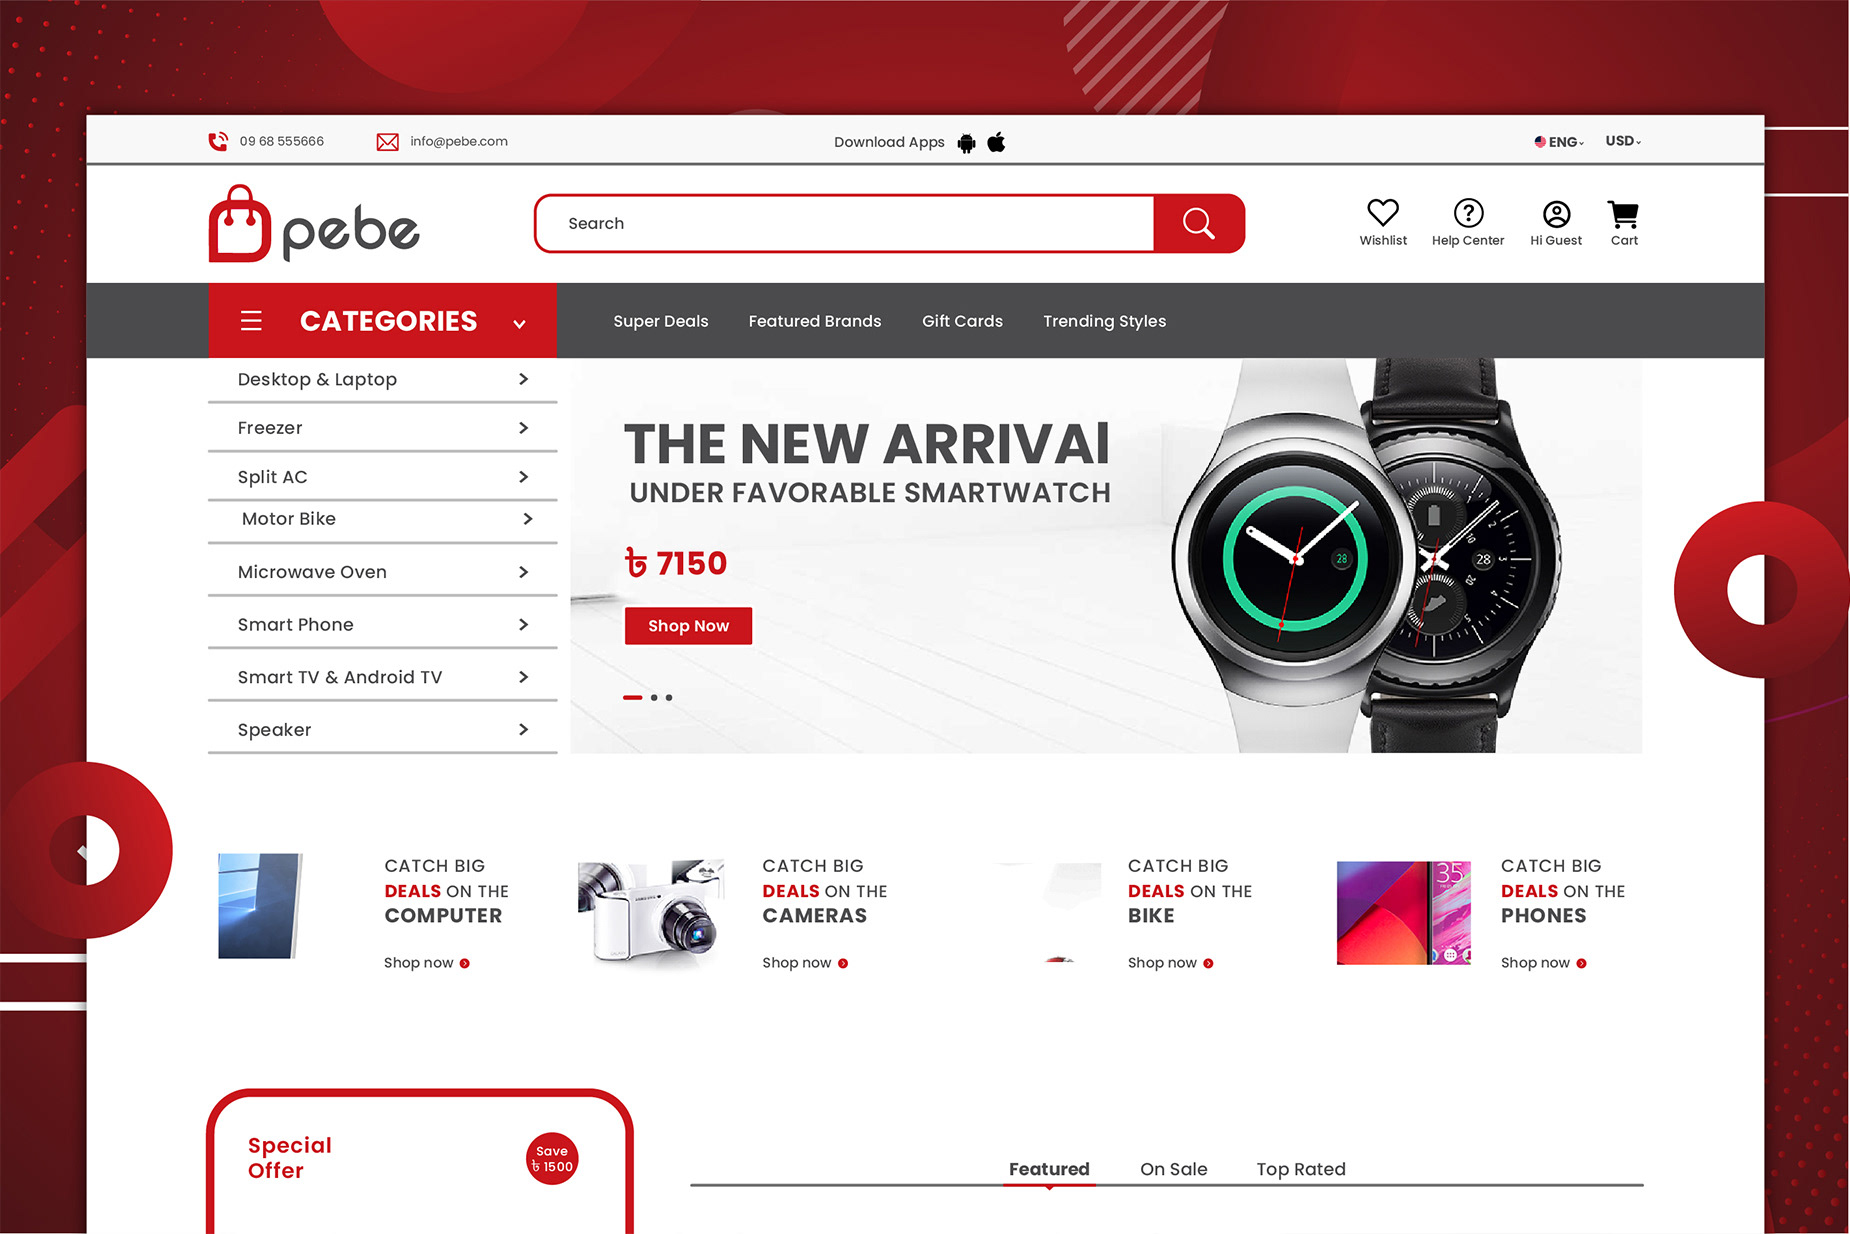 09 68 555666
info@pebe.com
Download Apps
ENG
USD
pebe
Search
Wishlist
Help Center
Hi Guest
Cart
CATEGORIES
Super Deals
Featured Brands
Gift Cards
Trending Styles
Desktop & Laptop
Freezer
Split AC
Motor Bike
Microwave Oven
Smart Phone
Smart TV & Android TV
Speaker
THE NEW ARRIVAl
UNDER FAVORABLE SMARTWATCH
৳ 7150
Shop Now
28
28
CATCH BIG
DEALS ON THE
COMPUTER
Shop now
CATCH BIG
DEALS ON THE
CAMERAS
Shop now
CATCH BIG
DEALS ON THE
BIKE
Shop now
35
CATCH BIG
DEALS ON THE
PHONES
Shop now
Special
Offer
Save
৳ 1500
Featured
On Sale
Top Rated